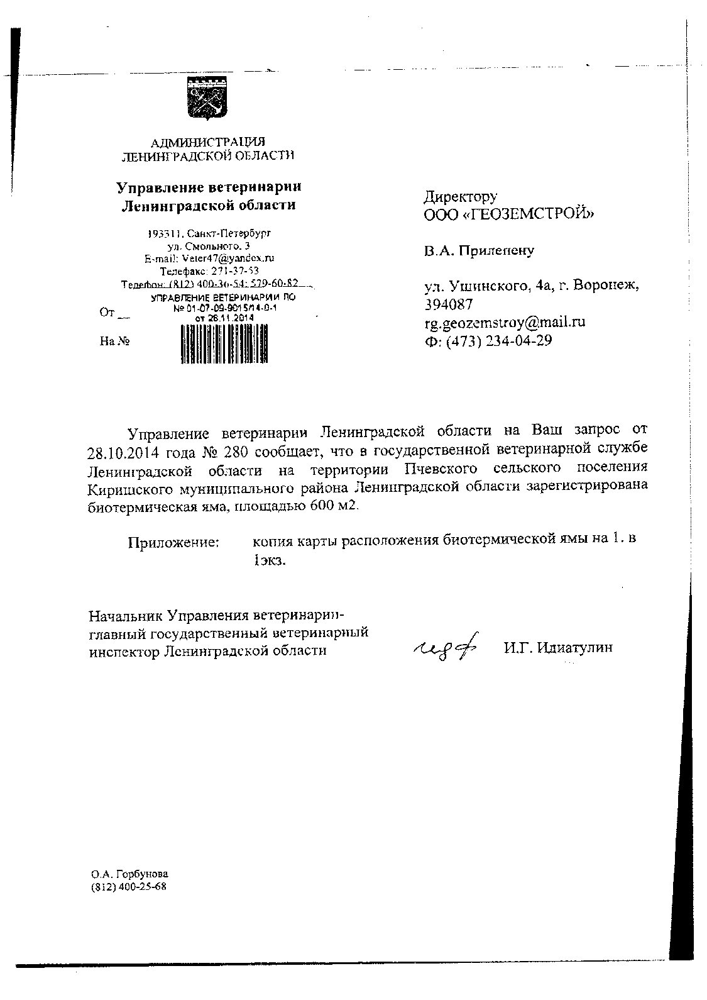 АДМИНИСТРАЦИЯ
ЛЕНИНГРАДСКОЙ ОБЛАСТИ
Управление ветеринарии
Ленинградской области
193311, Санкт-Петербург
ул. Смольного, 3
E-mail: Veter47@yandex.ru
Телефакс: 271-37-53
Телефон: (812) 400-36-54; 579-60-82
УПРАВЛЕНИЕ ВЕТЕРИНАРИИ ЛО
№ 01-07-09-9015/14-0-1
от 26.11.2014
От
На №
Директору
ООО «ГЕОЗЕМСТРОЙ»
В.А. Прилепену
ул. Ушинского, 4а, г. Воронеж,
394087
rg.geozemstroy@mail.ru
Ф: (473) 234-04-29
Управление ветеринарии Ленинградской области на Ваш запрос от
28.10.2014 года № 280 сообщает, что в государственной ветеринарной службе
Ленинградской области на территории Пчевского сельского поселения
Киришского муниципального района Ленинградской области зарегистрирована
биотермическая яма, площадью 600 м2.
Приложение: копия карты расположения биотермической ямы на 1. в
1экз.
Начальник Управления ветеринарии-
главный государственный ветеринарный
инспектор Ленинградской области И.Г. Идиатулин
О.А. Горбунова
(812) 400-25-68